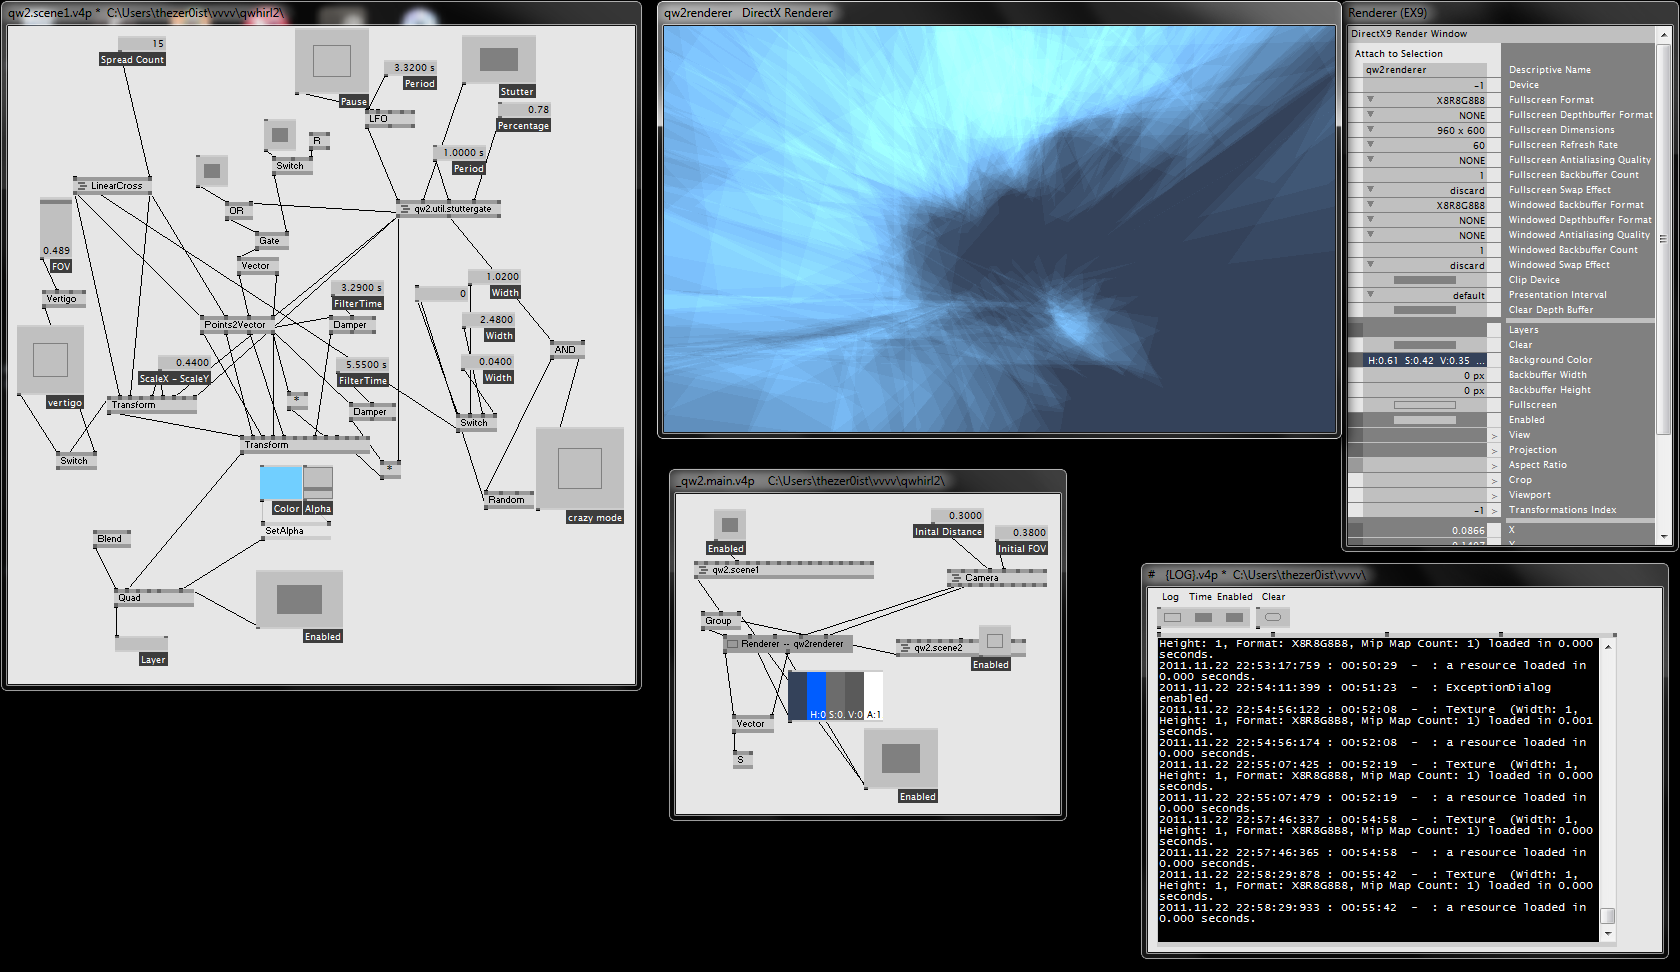 qw2.scene1.v4p *  C:\Users\thezer0ist\vvvv\qwhirl2\
15
Spread Count
Pause
3.3200 s
Period
LFO
Stutter
0.78
Percentage
R
Switch
1.0000 s
Period
LinearCross
OR
qw2.util.stuttergate
Gate
0.489
FOV
Vector
Vertigo
3.2900 s
FilterTime
Damper
Points2Vector
0
1.0200
Width
2.4800
Width
0.0400
Width
AND
0.4400
ScaleX - ScaleY
5.5500 s
FilterTime
vertigo
Transform
*
Damper
Switch
Transform
Switch
*
Random
crazy mode
Color
Alpha
SetAlpha
Blend
Quad
Enabled
Layer
qw2renderer   DirectX Renderer
_qw2.main.v4p    C:\Users\thezer0ist\vvvv\qwhirl2\
Enabled
0.3000
Inital Distance
0.3800
Initial FOV
qw2.scene1
Camera
Group
Renderer -- qw2renderer
qw2.scene2
Enabled
H:0 S:0. V:0 A:1
Vector
S
Enabled
Renderer (EX9)
DirectX9 Render Window
Attach to Selection
qw2renderer Descriptive Name
-1 Device
X8R8G8B8 Fullscreen Format
NONE Fullscreen Depthbuffer Format
960 x 600 Fullscreen Dimensions
60 Fullscreen Refresh Rate
NONE Fullscreen Antialiasing Quality
1 Fullscreen Backbuffer Count
discard Fullscreen Swap Effect
X8R8G8B8 Windowed Backbuffer Format
NONE Windowed Depthbuffer Format
NONE Windowed Antialiasing Quality
1 Windowed Backbuffer Count
discard Windowed Swap Effect
Clip Device
default Presentation Interval
Clear Depth Buffer
Layers
Clear
H:0.61  S:0.42  V:0.35  ... Background Color
0 px Backbuffer Width
0 px Backbuffer Height
Fullscreen
Enabled
> View
> Projection
> Aspect Ratio
> Crop
> Viewport
-1 > Transformations Index
0.0866 X
# {LOG}.v4p *  C:\Users\thezer0ist\vvvv\
Log Time Enabled Clear
Height: 1, Format: X8R8G8B8, Mip Map Count: 1) loaded in 0.000
seconds.
2011.11.22 22:53:17:759 : 00:50:29  -  : a resource loaded in
0.000 seconds.
2011.11.22 22:54:11:399 : 00:51:23  -  : ExceptionDialog
enabled.
2011.11.22 22:54:56:122 : 00:52:08  -  : Texture  (Width: 1,
Height: 1, Format: X8R8G8B8, Mip Map Count: 1) loaded in 0.001
seconds.
2011.11.22 22:54:56:174 : 00:52:08  -  : a resource loaded in
0.000 seconds.
2011.11.22 22:55:07:425 : 00:52:19  -  : Texture  (Width: 1,
Height: 1, Format: X8R8G8B8, Mip Map Count: 1) loaded in 0.000
seconds.
2011.11.22 22:55:07:479 : 00:52:19  -  : a resource loaded in
0.000 seconds.
2011.11.22 22:57:46:337 : 00:54:58  -  : Texture  (Width: 1,
Height: 1, Format: X8R8G8B8, Mip Map Count: 1) loaded in 0.000
seconds.
2011.11.22 22:57:46:365 : 00:54:58  -  : a resource loaded in
0.000 seconds.
2011.11.22 22:58:29:878 : 00:55:42  -  : Texture  (Width: 1,
Height: 1, Format: X8R8G8B8, Mip Map Count: 1) loaded in 0.000
seconds.
2011.11.22 22:58:29:933 : 00:55:42  -  : a resource loaded in
0.000 seconds.